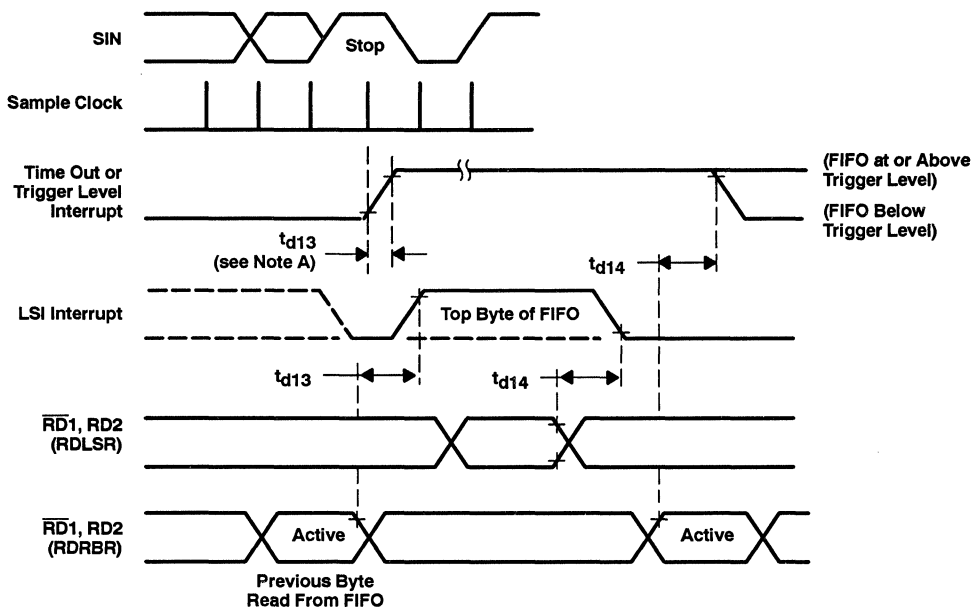 SIN
Stop
Sample Clock
Time Out or
Trigger Level
Interrupt
(FIFO at or Above
Trigger Level)
(FIFO Below
Trigger Level)
td13
(see Note A)
td14
LSI Interrupt
Top Byte of FIFO
td13
td14
R̅D̅1, RD2
(RDLSR)
R̅D̅1, RD2
(RDRBR)
Active
Active
Previous Byte
Read From FIFO